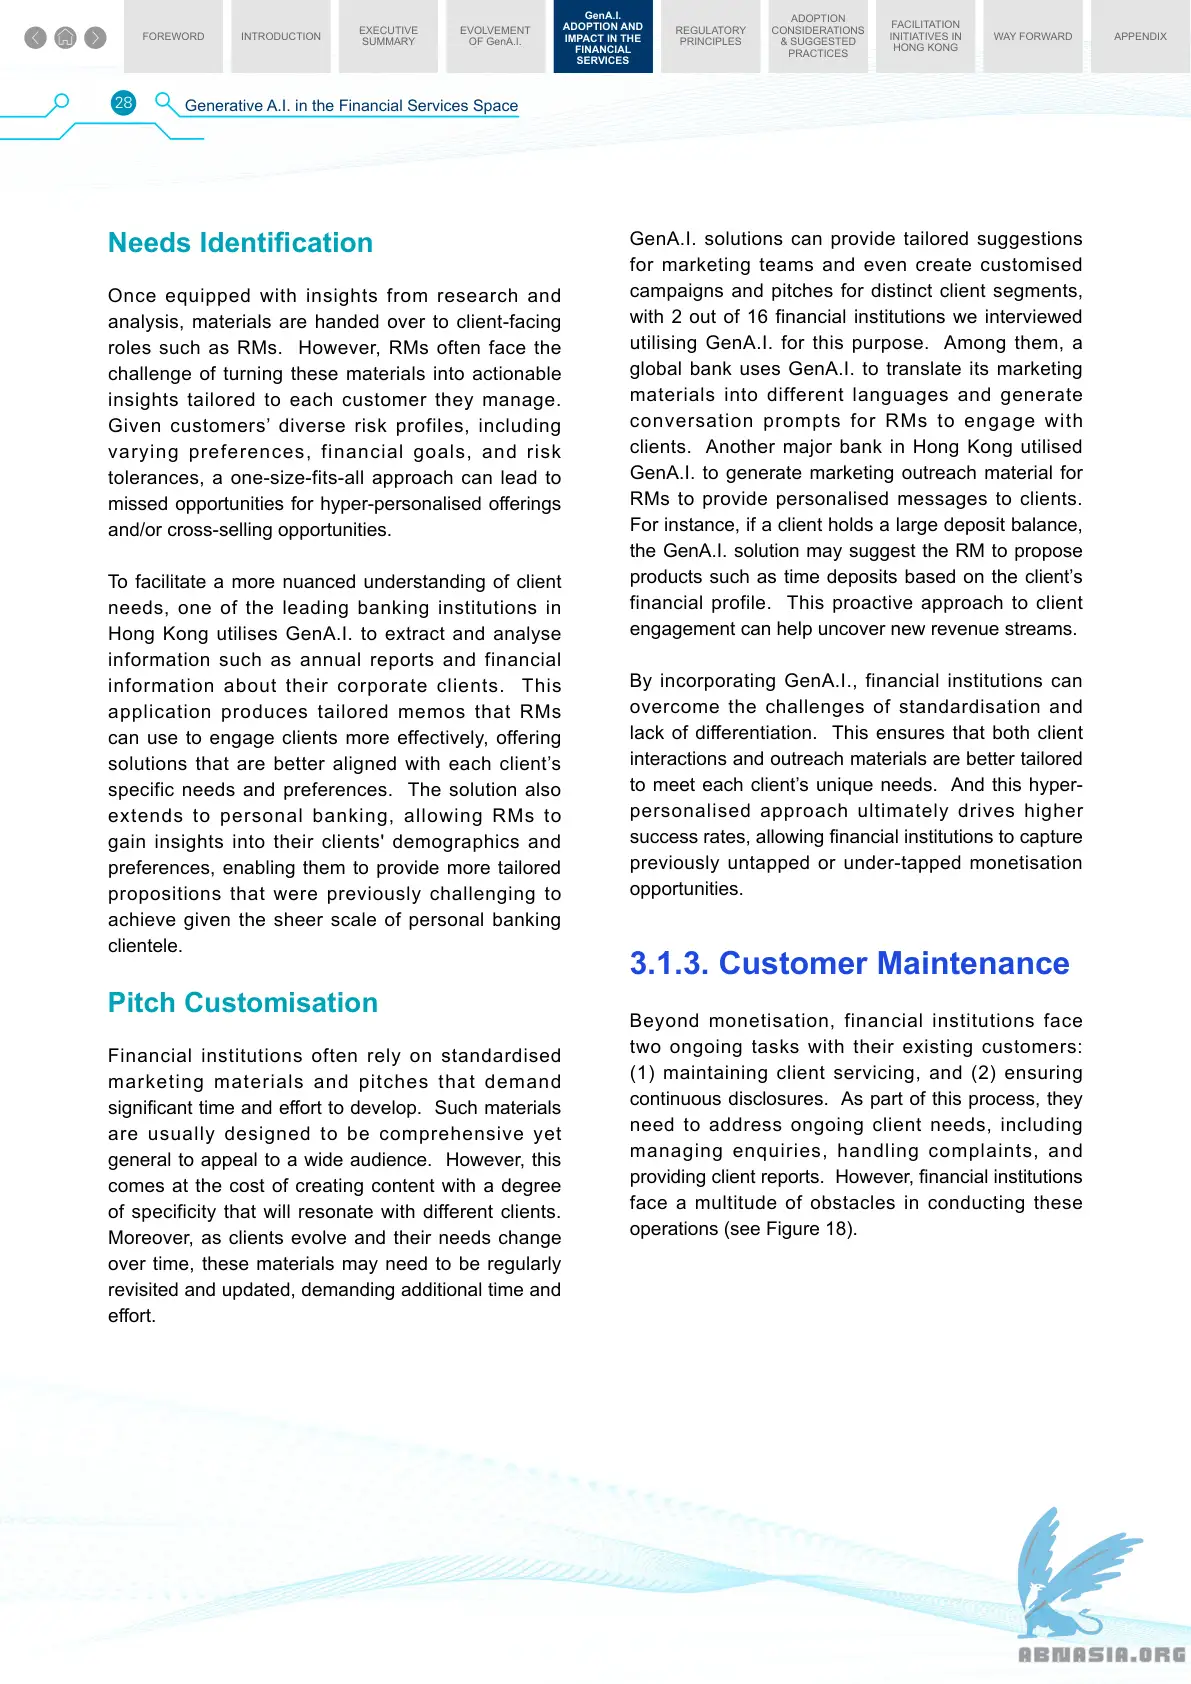 FOREWORD
INTRODUCTION
EXECUTIVE
SUMMARY
EVOLVEMENT
OF GenA.I.
GenA.I.
ADOPTION AND
IMPACT IN THE
FINANCIAL
SERVICES
REGULATORY
PRINCIPLES
ADOPTION
CONSIDERATIONS
& SUGGESTED
PRACTICES
FACILITATION
INITIATIVES IN
HONG KONG
WAY FORWARD
APPENDIX
28
Generative A.I. in the Financial Services Space
Needs Identification
Once equipped with insights from research and
analysis, materials are handed over to client-facing
roles such as RMs. However, RMs often face the
challenge of turning these materials into actionable
insights tailored to each customer they manage.
Given customers’ diverse risk profiles, including
varying preferences, financial goals, and risk
tolerances, a one-size-fits-all approach can lead to
missed opportunities for hyper-personalised offerings
and/or cross-selling opportunities.
To facilitate a more nuanced understanding of client
needs, one of the leading banking institutions in
Hong Kong utilises GenA.I. to extract and analyse
information such as annual reports and financial
information about their corporate clients. This
application produces tailored memos that RMs
can use to engage clients more effectively, offering
solutions that are better aligned with each client’s
specific needs and preferences. The solution also
extends to personal banking, allowing RMs to
gain insights into their clients' demographics and
preferences, enabling them to provide more tailored
propositions that were previously challenging to
achieve given the sheer scale of personal banking
clientele.
Pitch Customisation
Financial institutions often rely on standardised
marketing materials and pitches that demand
significant time and effort to develop. Such materials
are usually designed to be comprehensive yet
general to appeal to a wide audience. However, this
comes at the cost of creating content with a degree
of specificity that will resonate with different clients.
Moreover, as clients evolve and their needs change
over time, these materials may need to be regularly
revisited and updated, demanding additional time and
effort.
GenA.I. solutions can provide tailored suggestions
for marketing teams and even create customised
campaigns and pitches for distinct client segments,
with 2 out of 16 financial institutions we interviewed
utilising GenA.I. for this purpose. Among them, a
global bank uses GenA.I. to translate its marketing
materials into different languages and generate
conversation prompts for RMs to engage with
clients. Another major bank in Hong Kong utilised
GenA.I. to generate marketing outreach material for
RMs to provide personalised messages to clients.
For instance, if a client holds a large deposit balance,
the GenA.I. solution may suggest the RM to propose
products such as time deposits based on the client’s
financial profile. This proactive approach to client
engagement can help uncover new revenue streams.
By incorporating GenA.I., financial institutions can
overcome the challenges of standardisation and
lack of differentiation. This ensures that both client
interactions and outreach materials are better tailored
to meet each client’s unique needs. And this hyper-
personalised approach ultimately drives higher
success rates, allowing financial institutions to capture
previously untapped or under-tapped monetisation
opportunities.
3.1.3. Customer Maintenance
Beyond monetisation, financial institutions face
two ongoing tasks with their existing customers:
(1) maintaining client servicing, and (2) ensuring
continuous disclosures. As part of this process, they
need to address ongoing client needs, including
managing enquiries, handling complaints, and
providing client reports. However, financial institutions
face a multitude of obstacles in conducting these
operations (see Figure 18).
ABNASIA.ORG